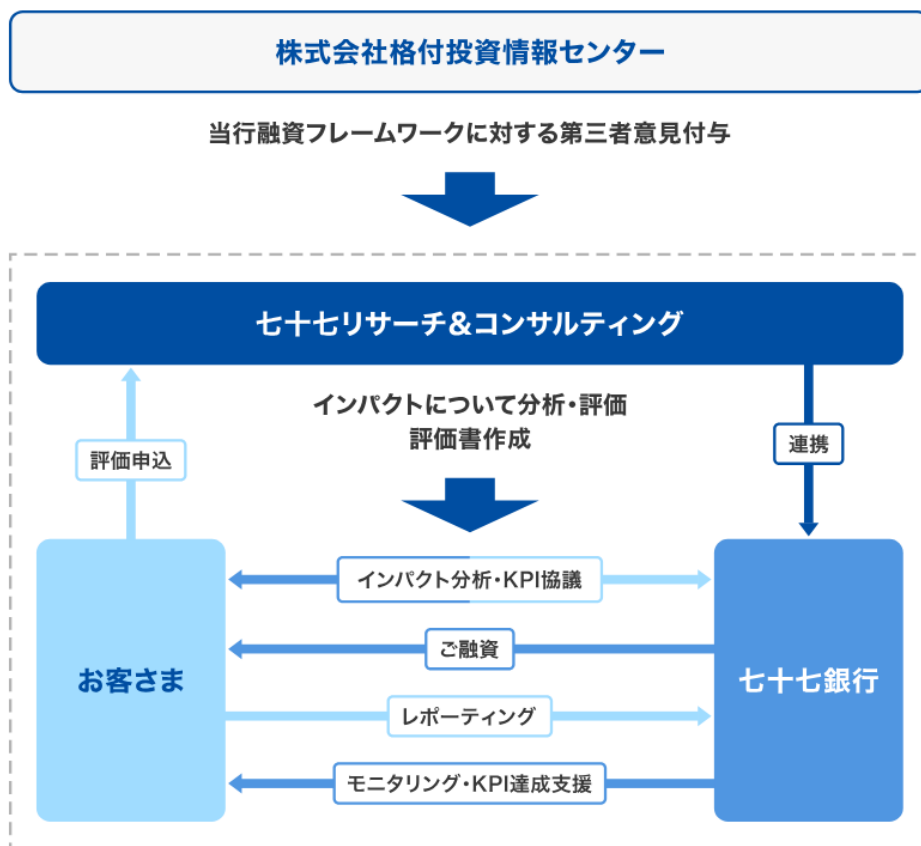 株式会社格付投資情報センター
当行融資フレームワークに対する第三者意見付与
七十七リサーチ&コンサルティング
インパクトについて分析・評価
評価書作成
評価申込
連携
インパクト分析・KPI協議
ご融資
お客さま
七十七銀行
レポーティング
モニタリング・KPI達成支援